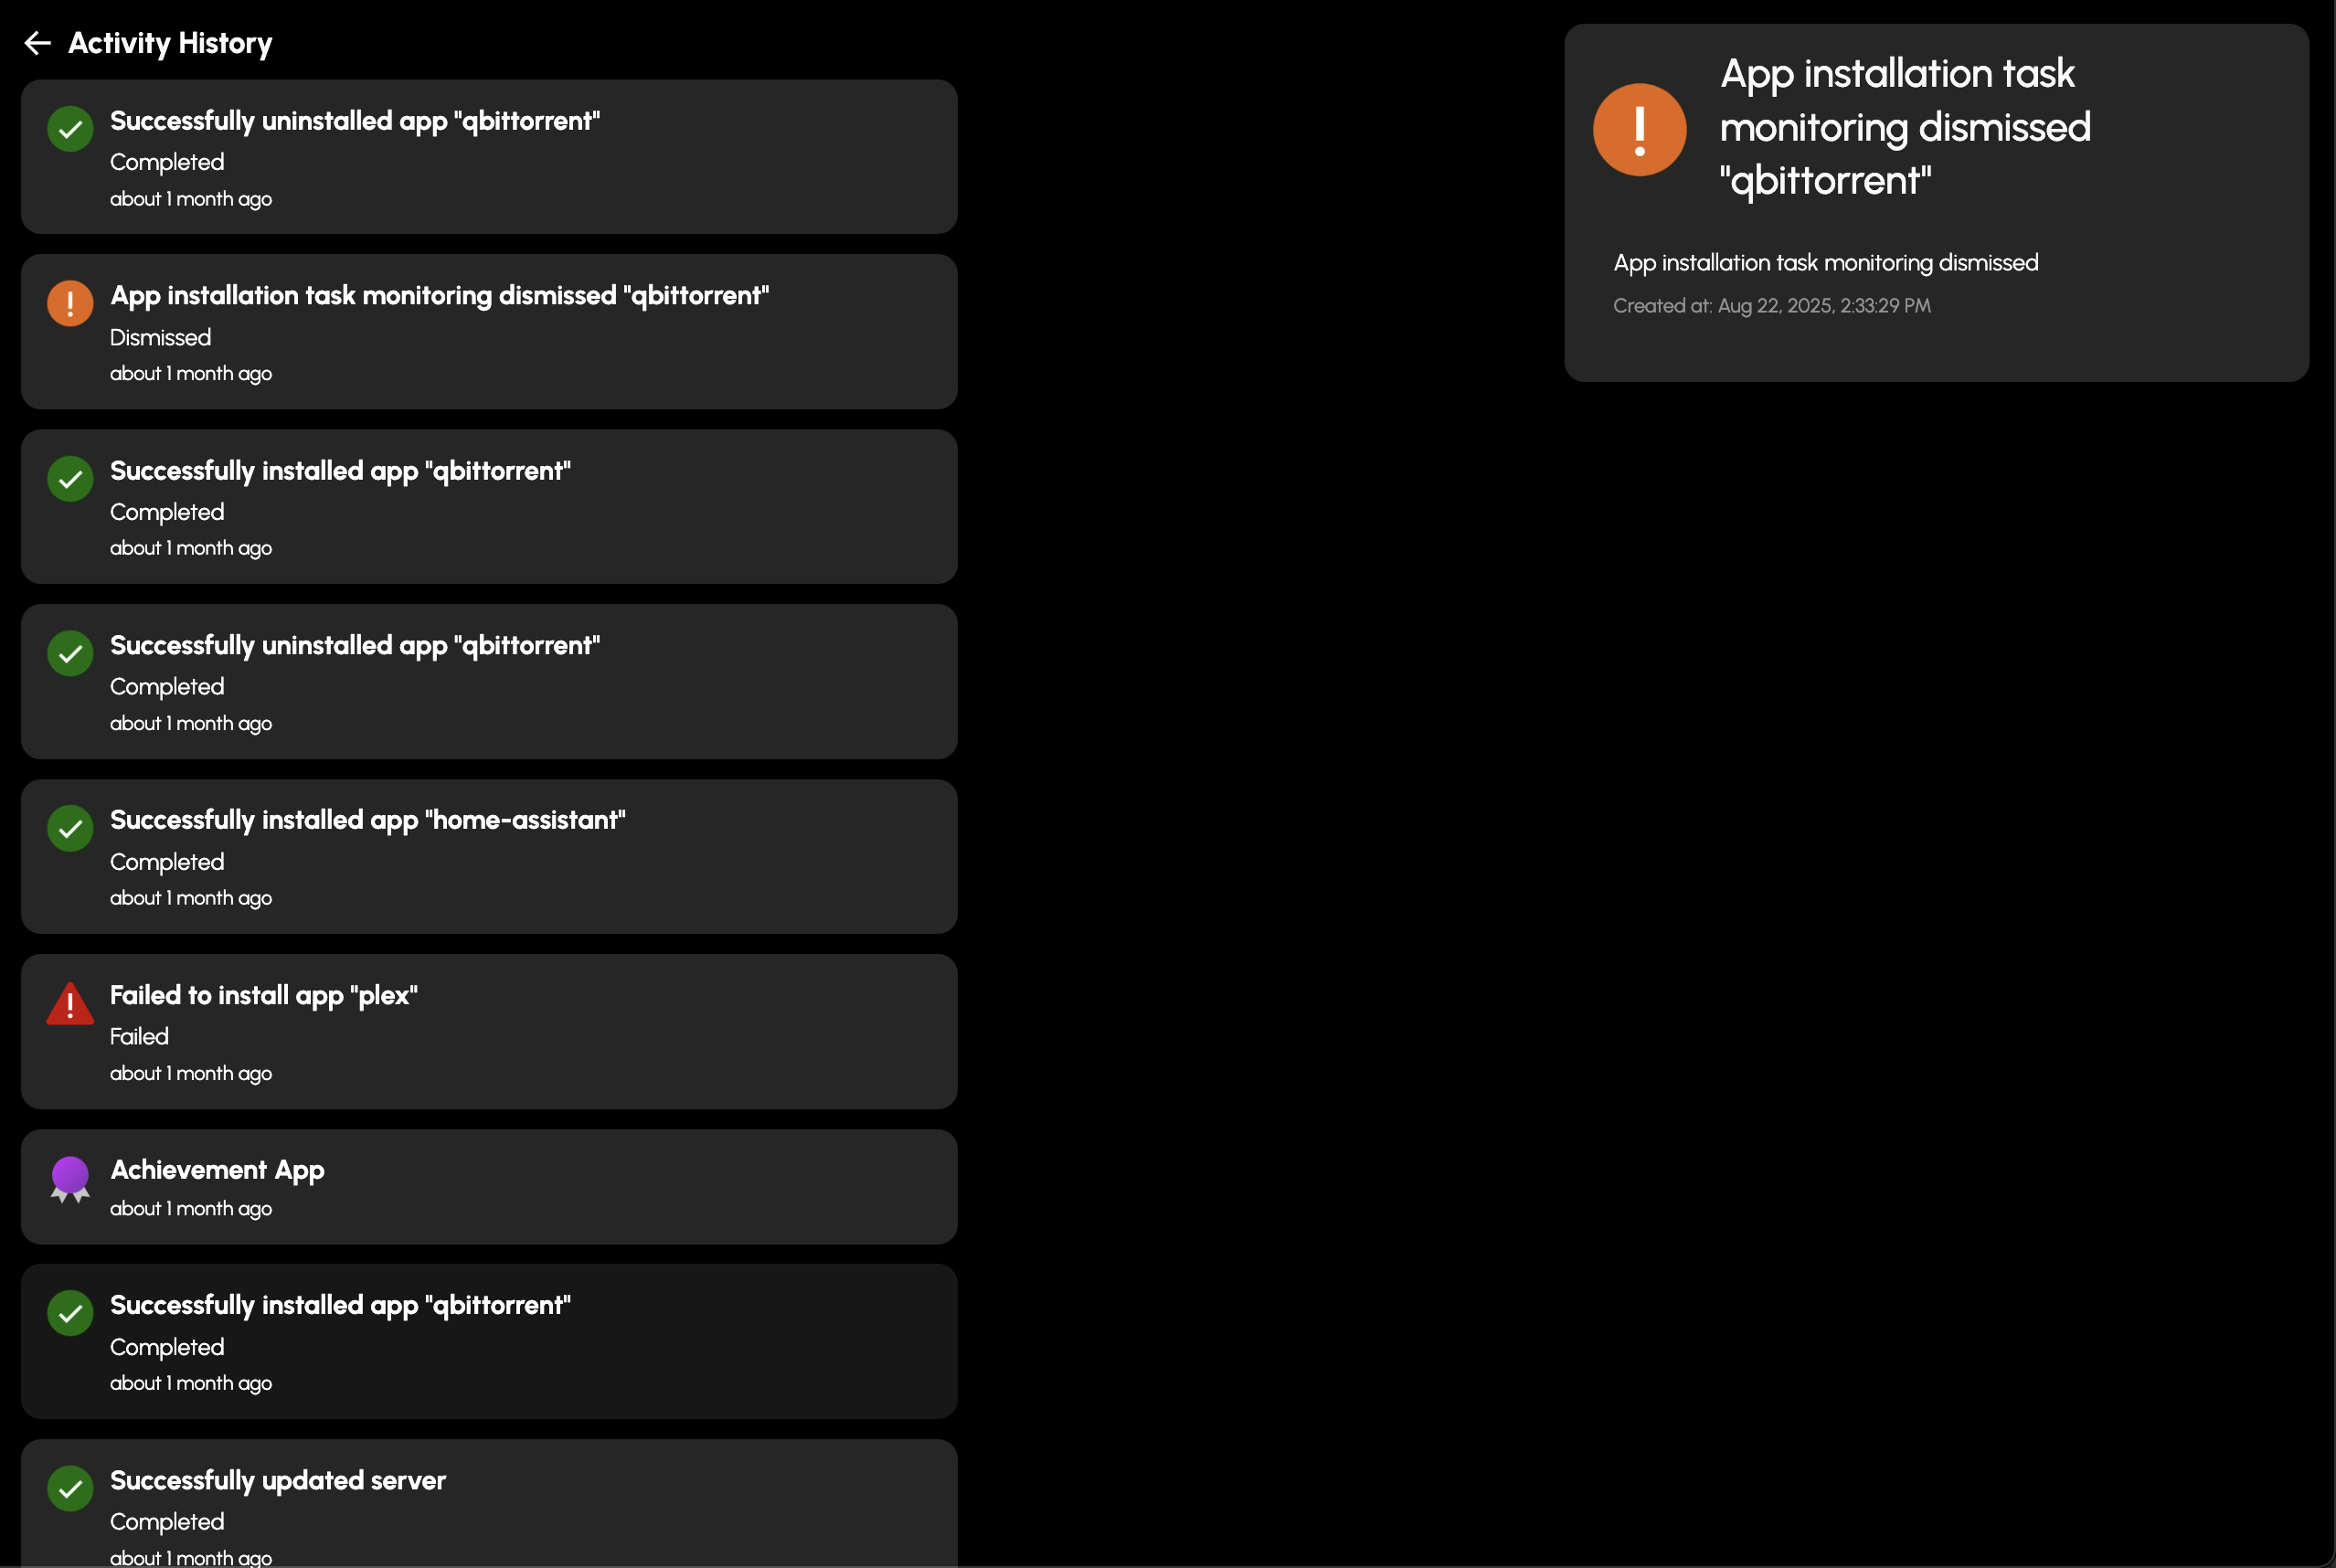 Activity History
Successfully uninstalled app "qbittorrent"
Completed
about 1 month ago
App installation task monitoring dismissed "qbittorrent"
Dismissed
about 1 month ago
Successfully installed app "qbittorrent"
Completed
about 1 month ago
Successfully uninstalled app "qbittorrent"
Completed
about 1 month ago
Successfully installed app "home-assistant"
Completed
about 1 month ago
Failed to install app "plex"
Failed
about 1 month ago
Achievement App
about 1 month ago
Successfully installed app "qbittorrent"
Completed
about 1 month ago
Successfully updated server
Completed
about 1 month ago
App installation task
monitoring dismissed
"qbittorrent"
App installation task monitoring dismissed
Created at: Aug 22, 2025, 2:33:29 PM